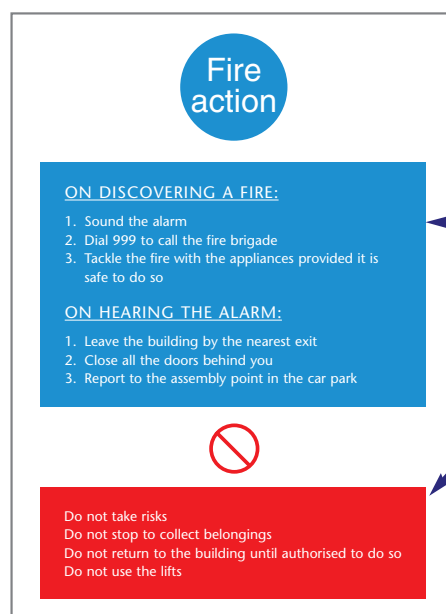 Fire
action
ON DISCOVERING A FIRE:
1. Sound the alarm
2. Dial 999 to call the fire brigade
3. Tackle the fire with the appliances provided it is
safe to do so
ON HEARING THE ALARM:
1. Leave the building by the nearest exit
2. Close all the doors behind you
3. Report to the assembly point in the car park
Do not take risks
Do not stop to collect belongings
Do not return to the building until authorised to do so
Do not use the lifts